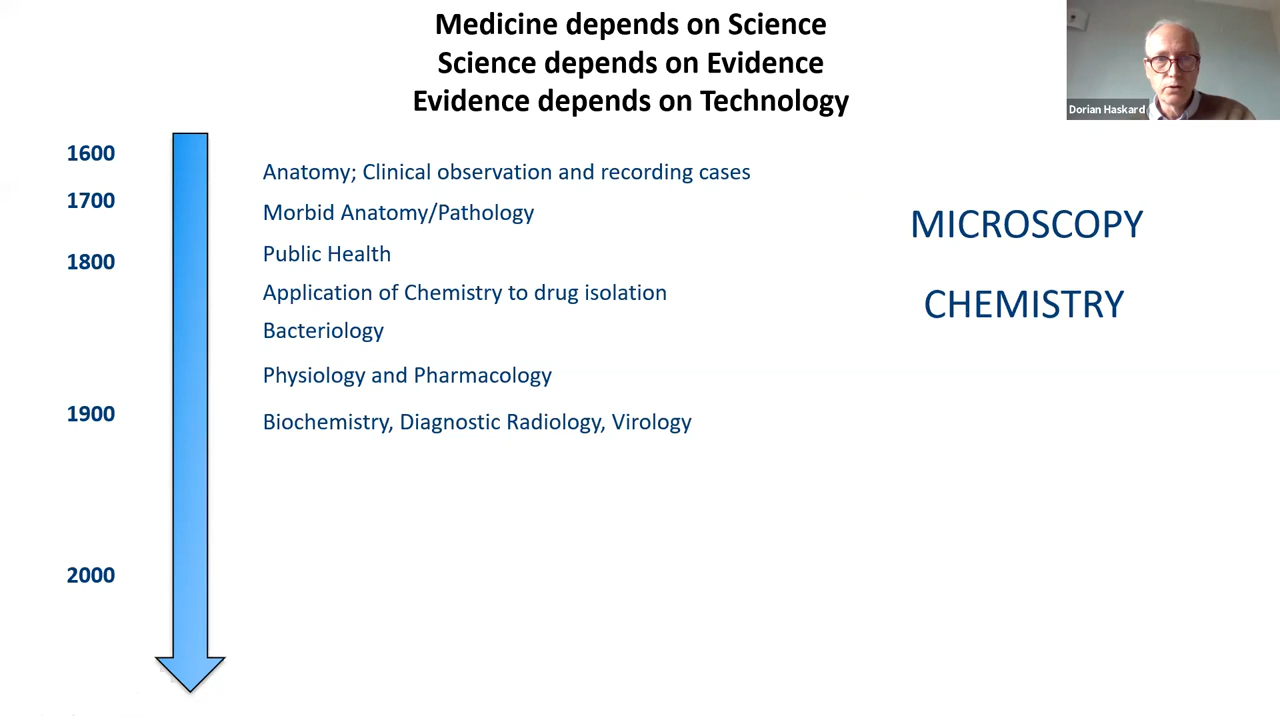 Medicine depends on Science
Science depends on Evidence
Evidence depends on Technology
Dorian Haskard
1600
Anatomy; Clinical observation and recording cases
1700
Morbid Anatomy/Pathology
MICROSCOPY
Public Health
1800
Application of Chemistry to drug isolation
CHEMISTRY
Bacteriology
Physiology and Pharmacology
1900
Biochemistry, Diagnostic Radiology, Virology
2000